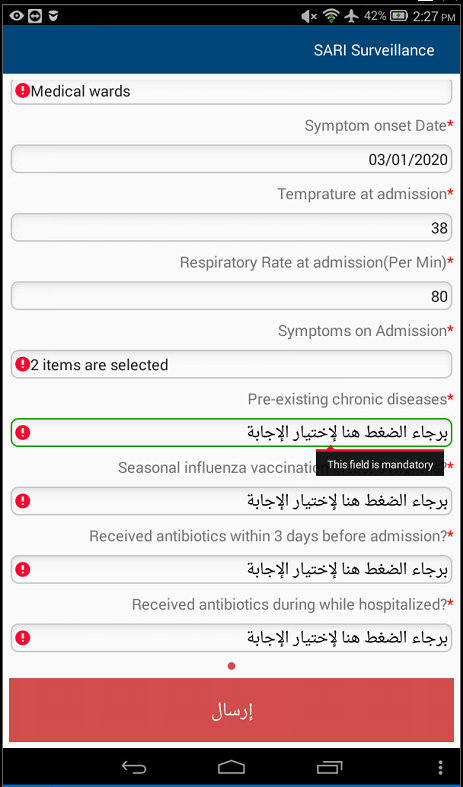 42% 2:27 PM
SARI Surveillance
Medical wards
Symptom onset Date*
03/01/2020
Temprature at admission*
38
Respiratory Rate at admission(Per Min)*
80
Symptoms on Admission*
2 items are selected
Pre-existing chronic diseases*
برجاء الضغط هنا لإختيار الإجابة
This field is mandatory
Seasonal influenza vaccination ?*
برجاء الضغط هنا لإختيار الإجابة
Received antibiotics within 3 days before admission?*
برجاء الضغط هنا لإختيار الإجابة
Received antibiotics during while hospitalized?*
برجاء الضغط هنا لإختيار الإجابة
إرسال